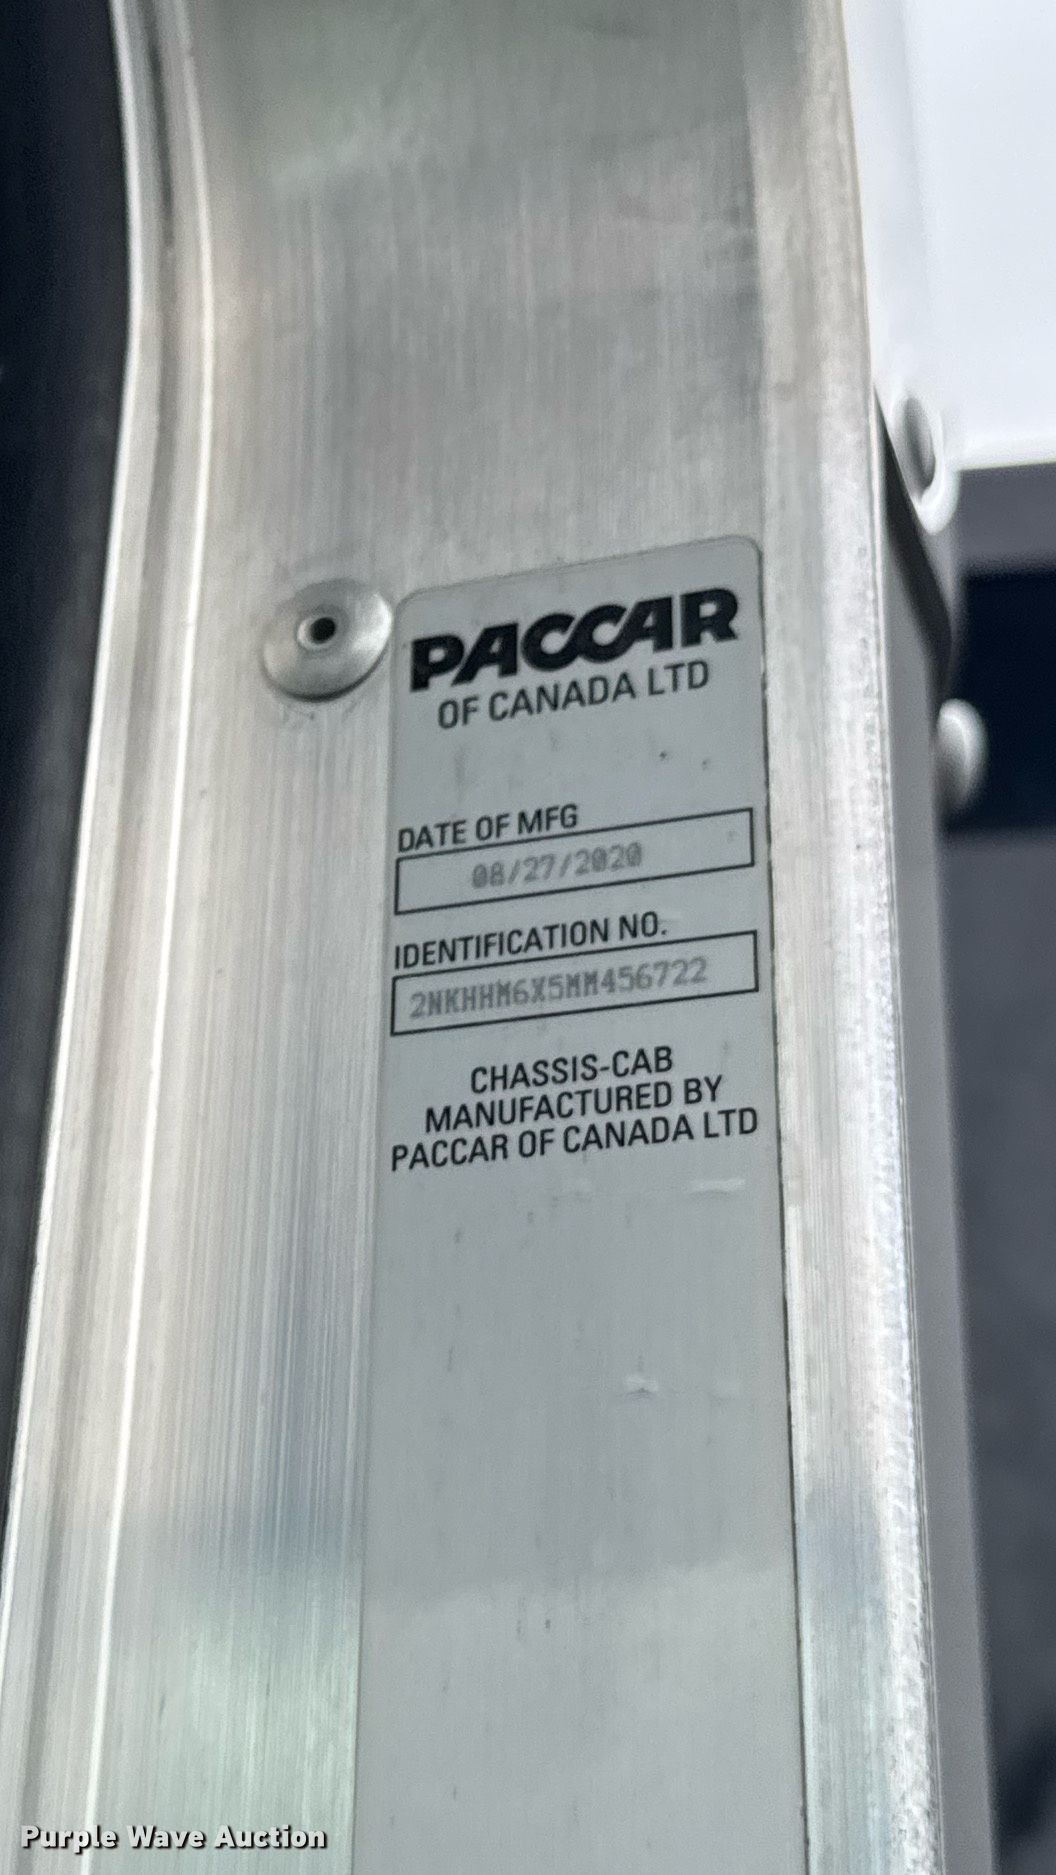 PACCAR
OF CANADA LTD
DATE OF MFG
08/27/2020
IDENTIFICATION NO.
2NKHHM6X5MM456722
CHASSIS-CAB
MANUFACTURED BY
PACCAR OF CANADA LTD
Purple Wave Auction